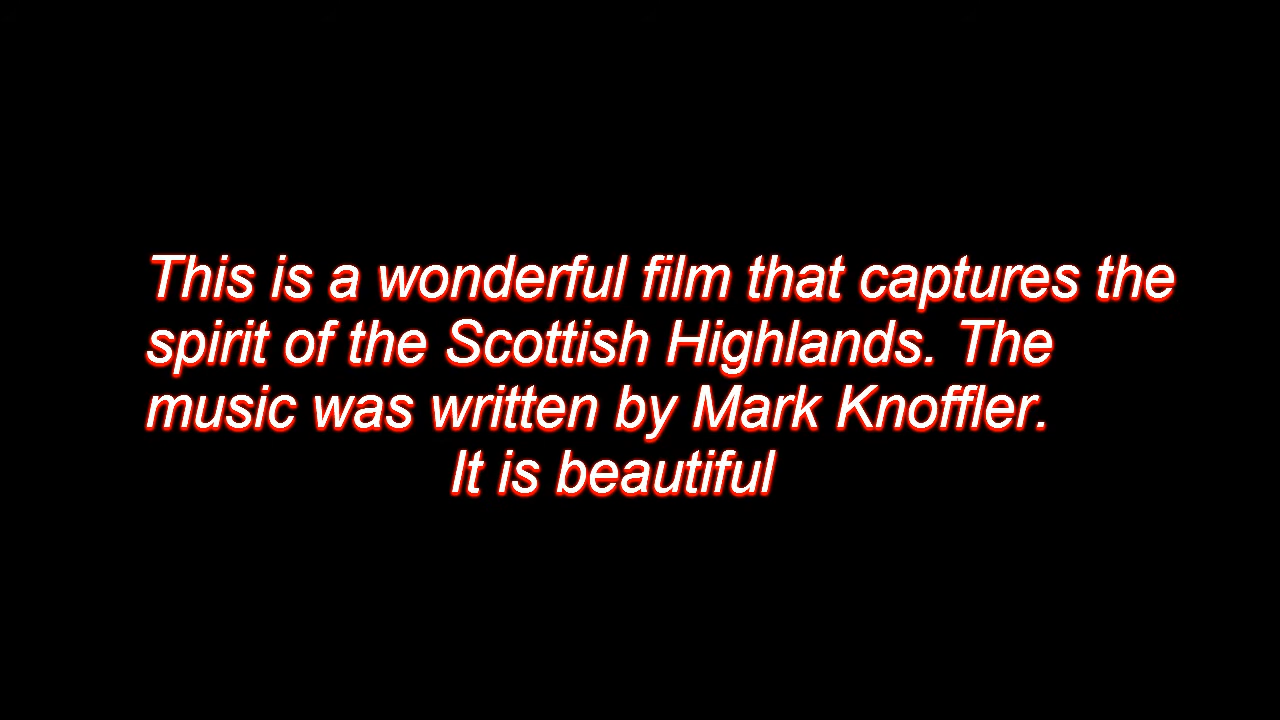 This is a wonderful film that captures the
spirit of the Scottish Highlands. The
music was written by Mark Knoffler.
It is beautiful